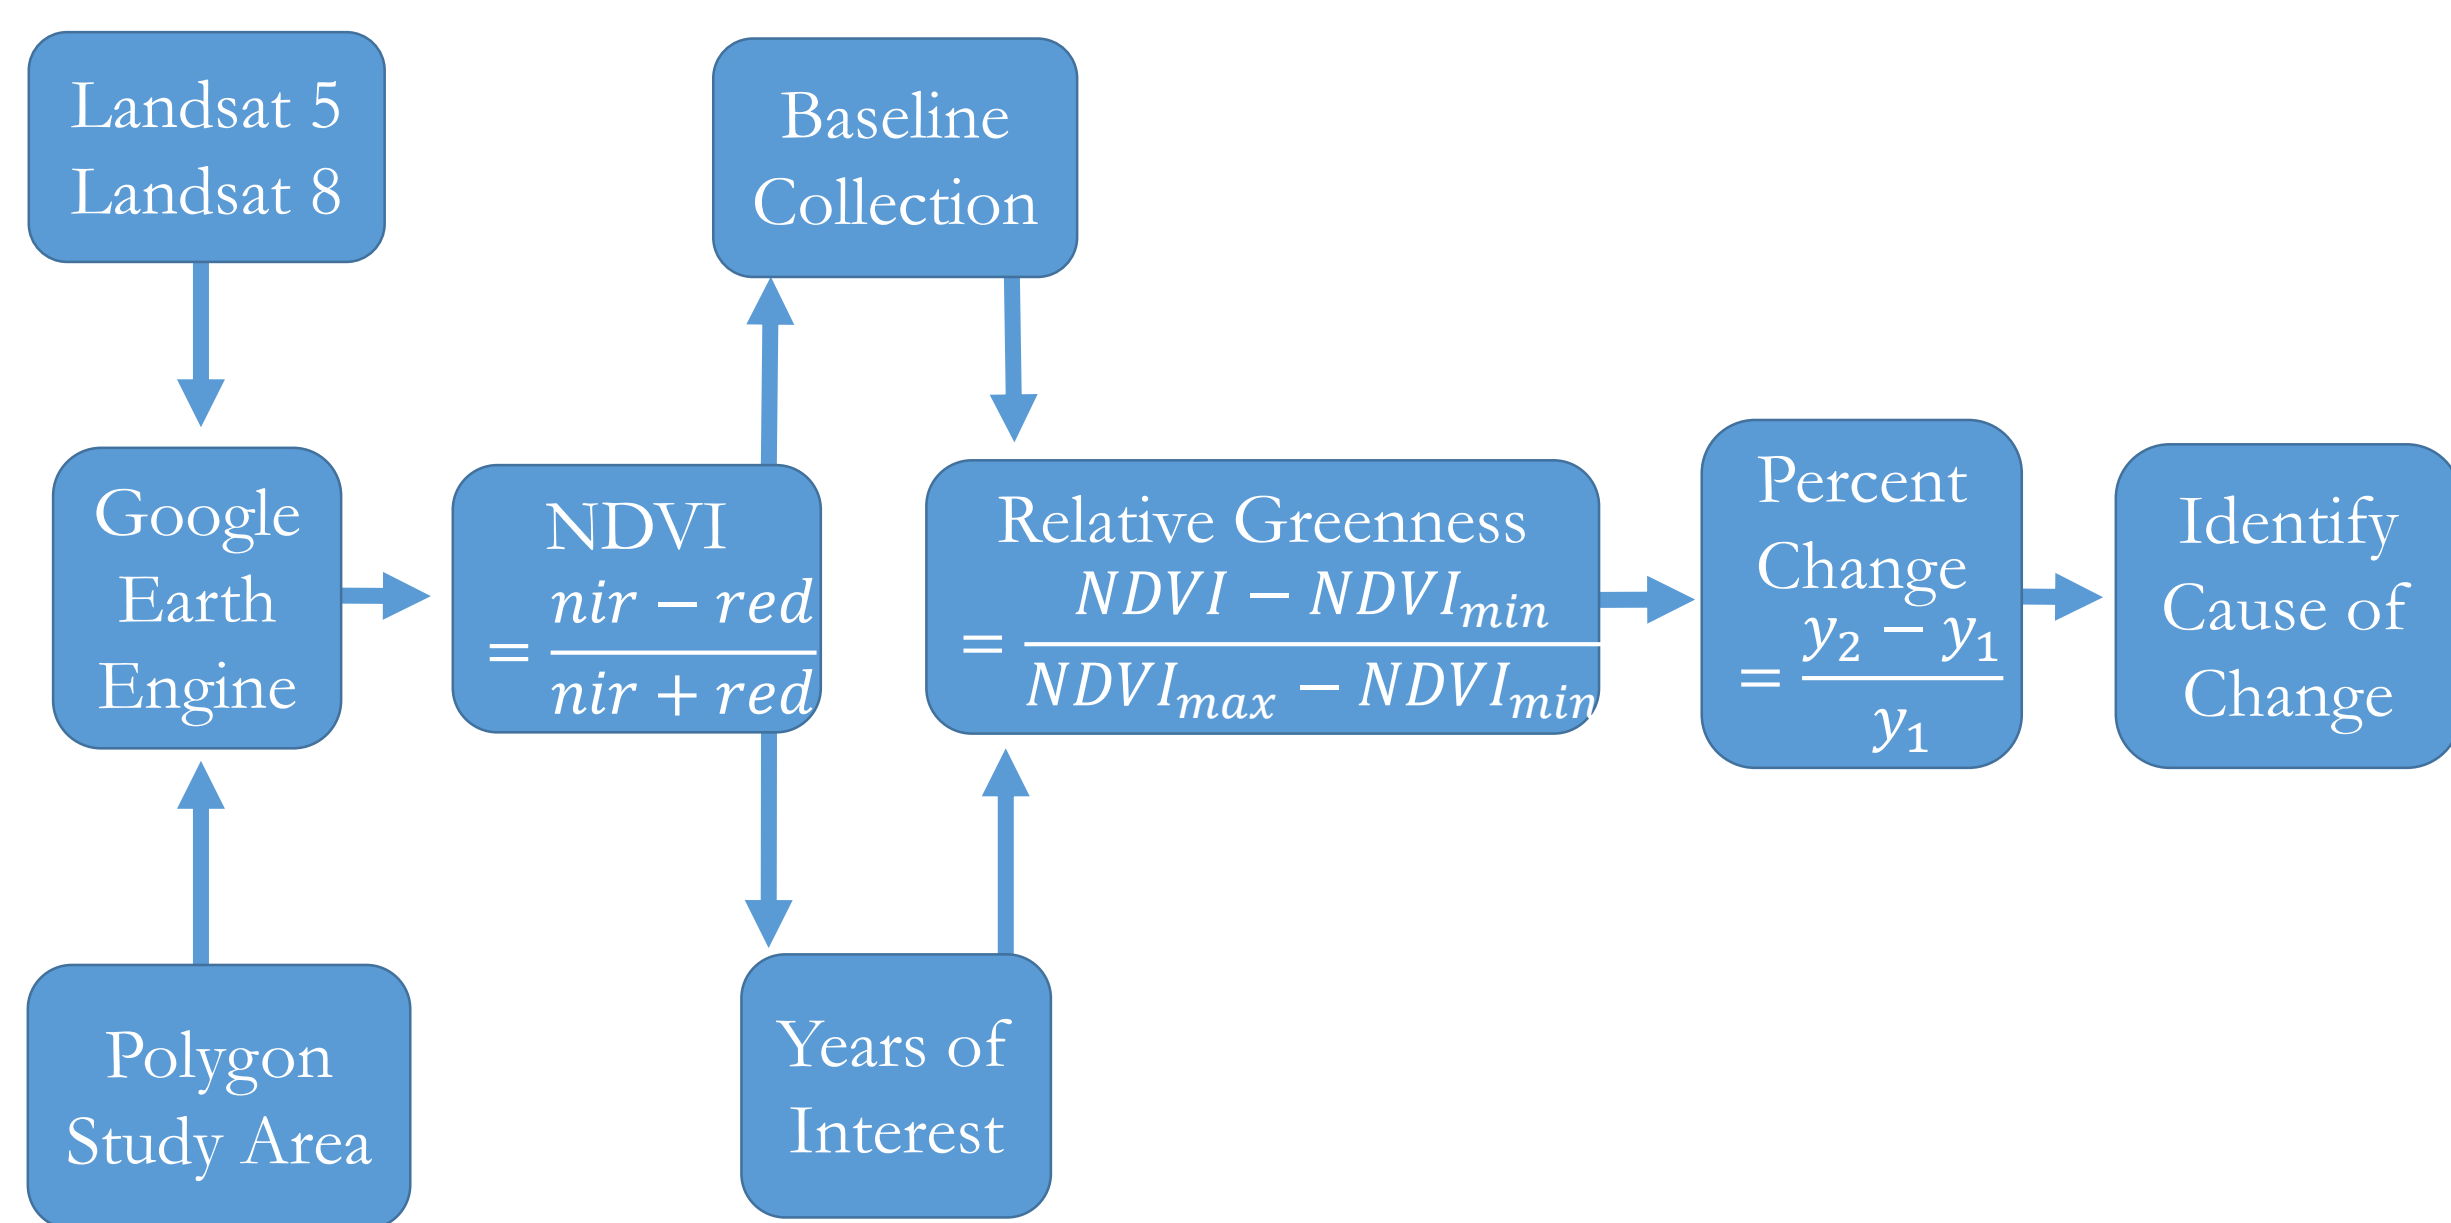 Landsat 5
Landsat 8
Google
Earth
Engine
Polygon
Study Area
NDVI
= nir − red
nir + red
Baseline
Collection
Years of
Interest
Relative Greenness
= NDVI − NDVI_min
NDVI_max − NDVI_min
Percent
Change
= y₂ − y₁
y₁
Identify
Cause of
Change